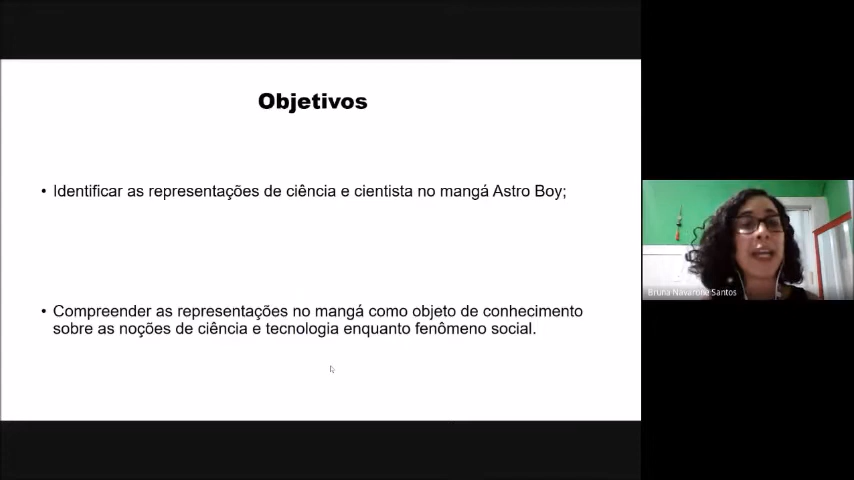 Objetivos
• Identificar as representações de ciência e cientista no mangá Astro Boy;
• Compreender as representações no mangá como objeto de conhecimento
sobre as noções de ciência e tecnologia enquanto fenômeno social.
Bruna Navarone Santos